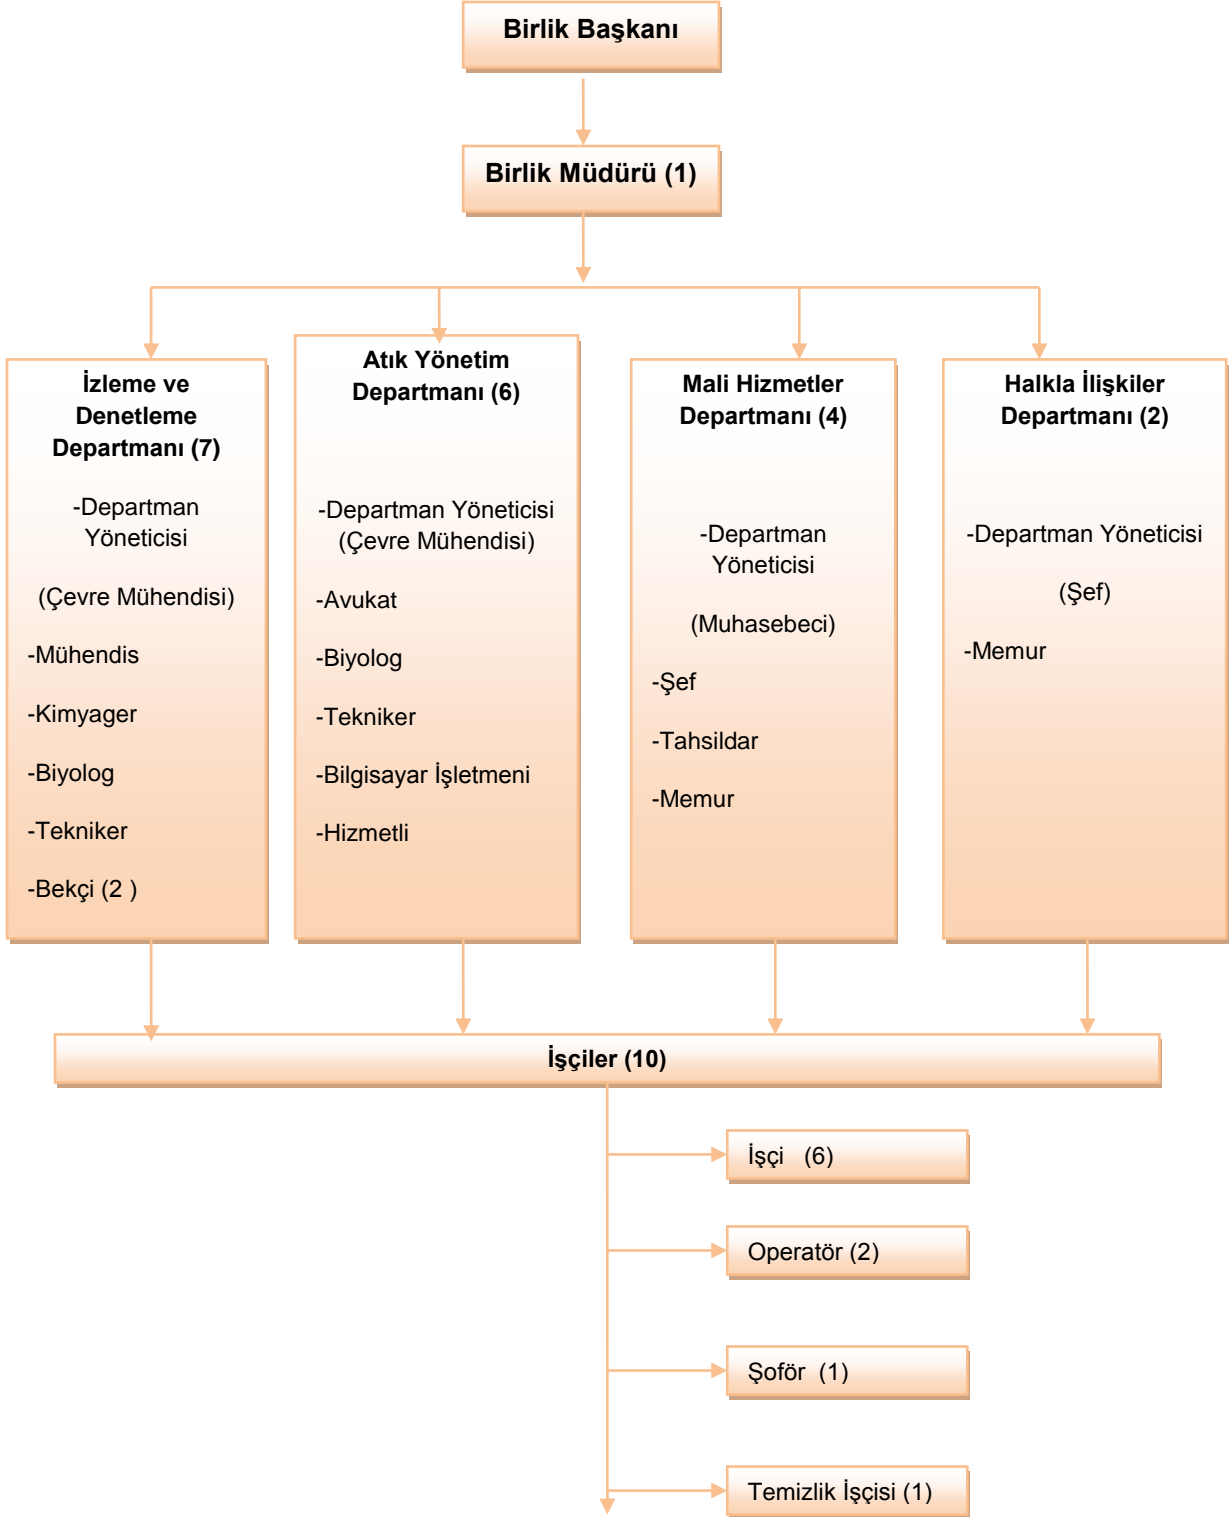 Birlik Başkanı
Birlik Müdürü (1)
İzleme ve
Denetleme
Departmanı (7)
-Departman
Yöneticisi
(Çevre Mühendisi)
-Mühendis
-Kimyager
-Biyolog
-Tekniker
-Bekçi (2 )
Atık Yönetim
Departmanı (6)
-Departman Yöneticisi
(Çevre Mühendisi)
-Avukat
-Biyolog
-Tekniker
-Bilgisayar İşletmeni
-Hizmetli
Mali Hizmetler
Departmanı (4)
-Departman
Yöneticisi
(Muhasebeci)
-Şef
-Tahsildar
-Memur
Halkla İlişkiler
Departmanı (2)
-Departman Yöneticisi
(Şef)
-Memur
İşçiler (10)
İşçi (6)
Operatör (2)
Şoför (1)
Temizlik İşçisi (1)